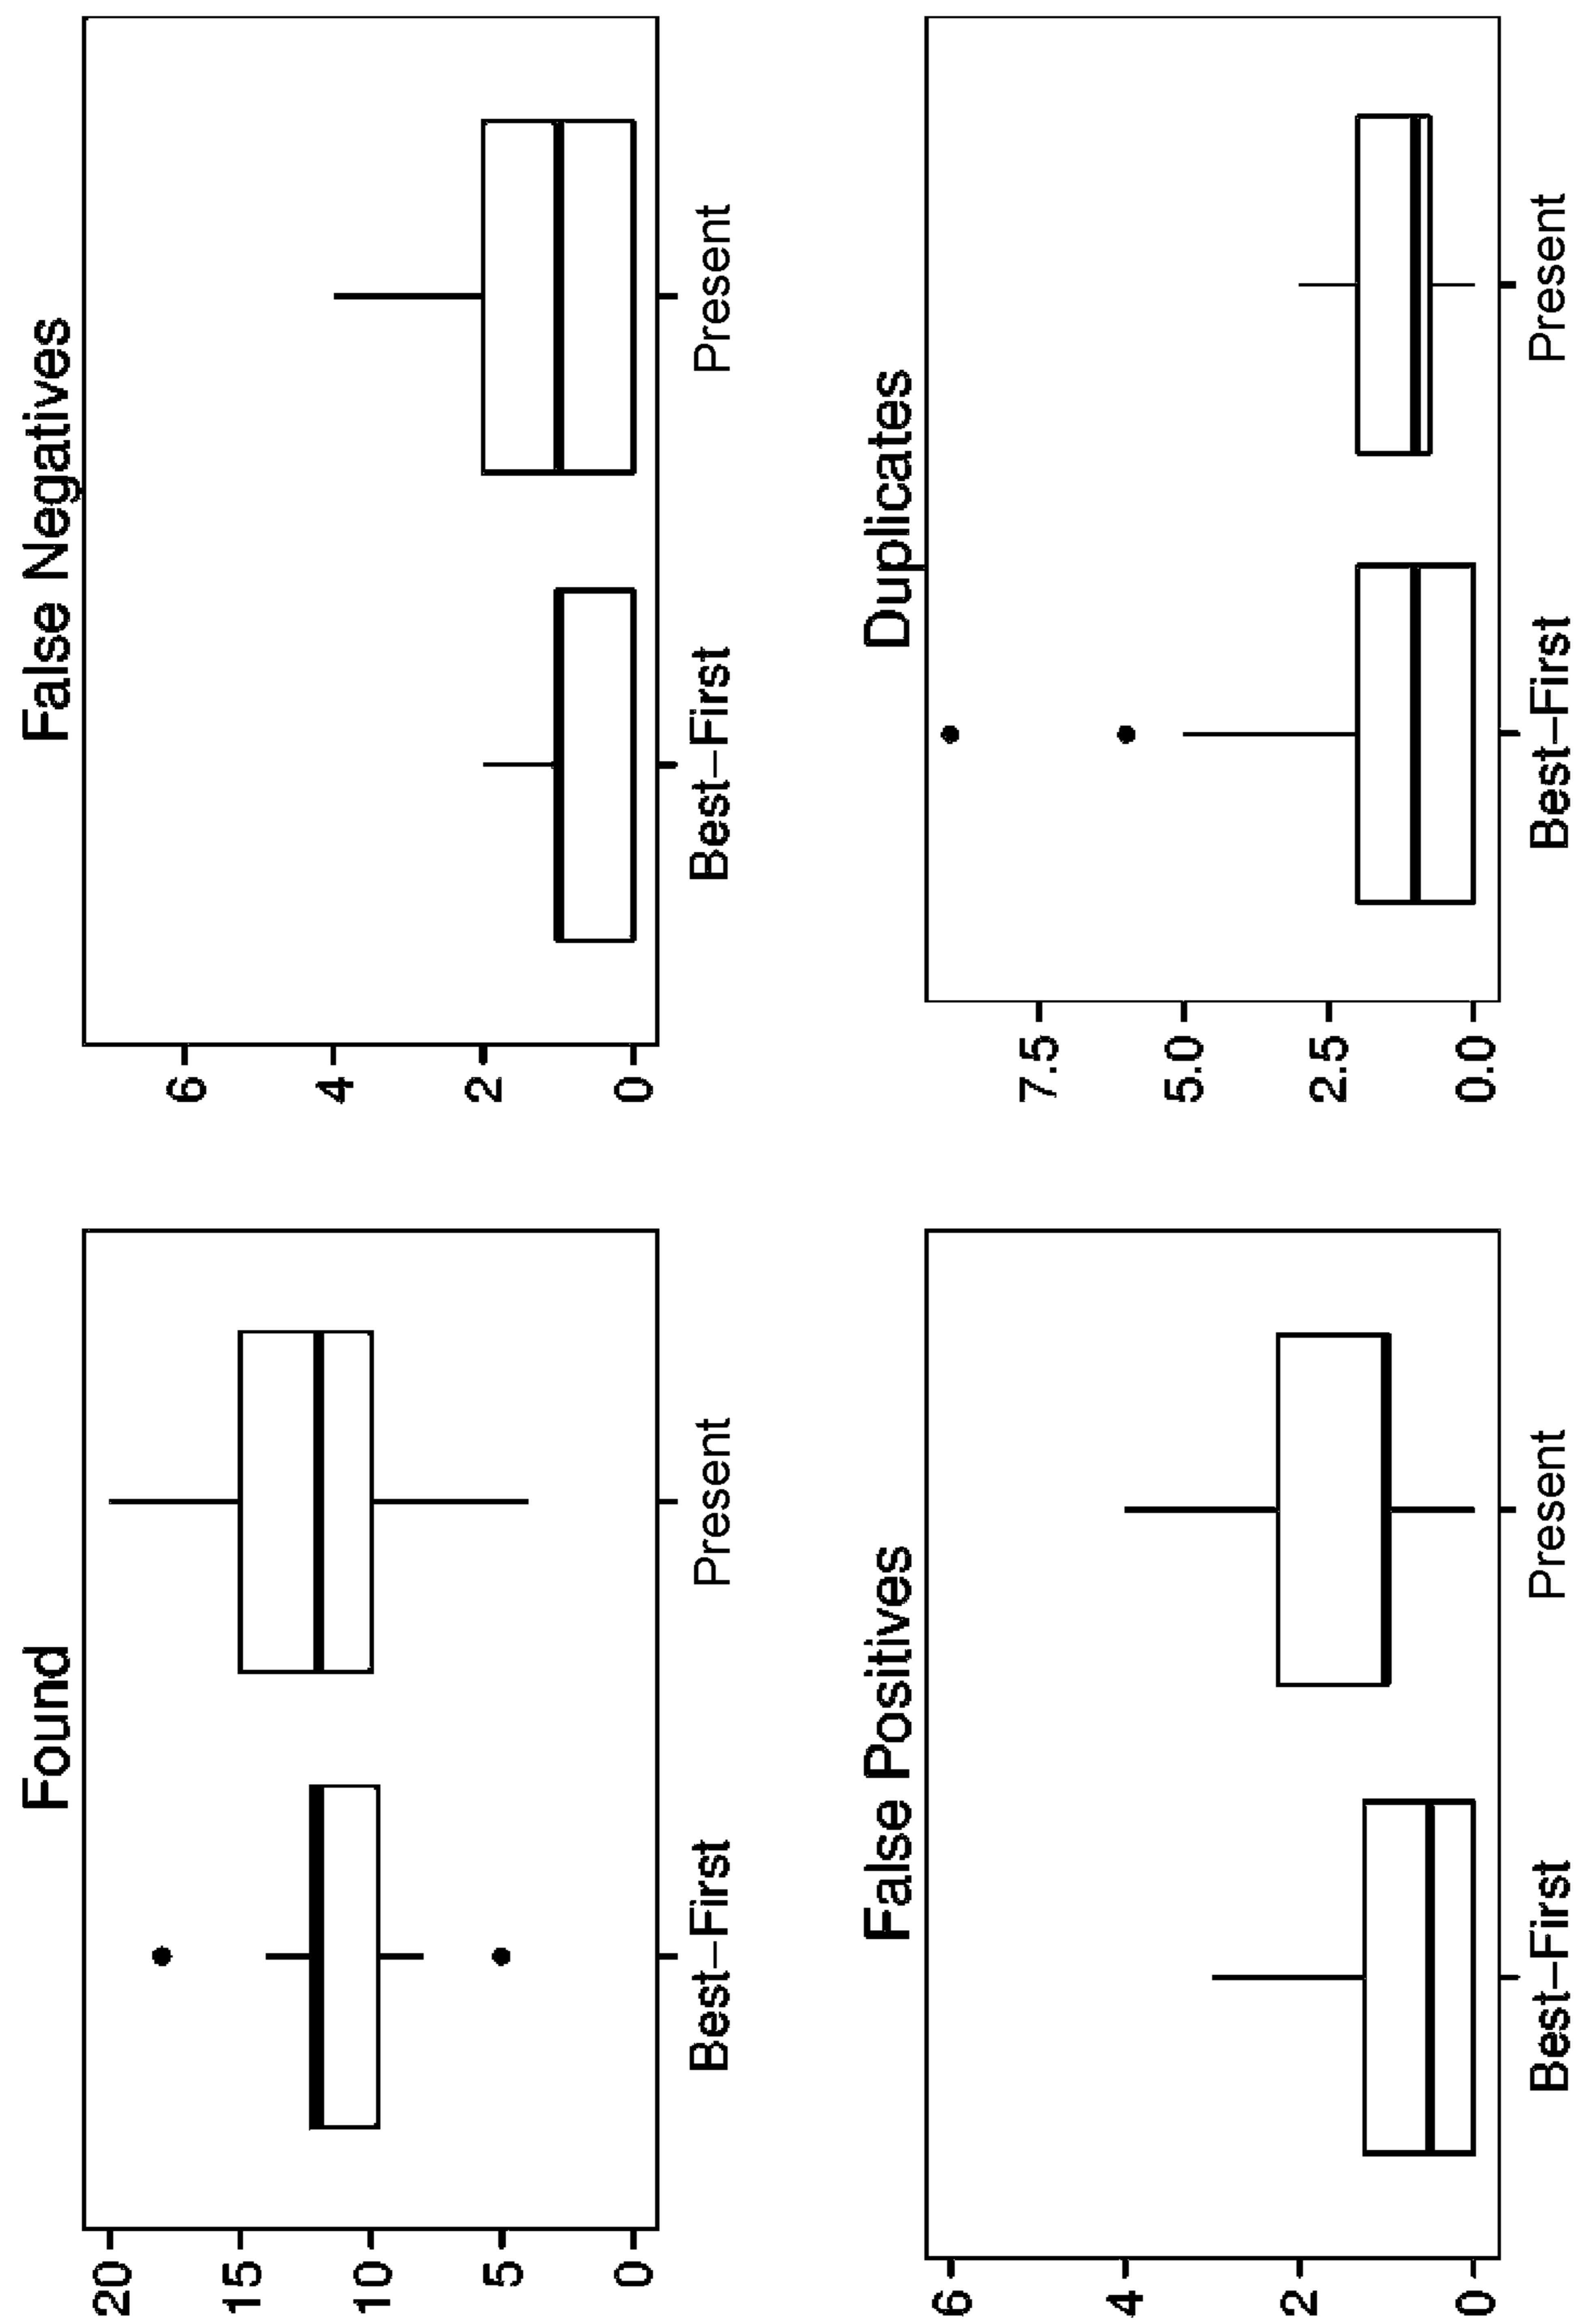 Found
20
15
10
5
0
Best–First
Present
False Negatives
6
4
2
0
Best–First
Present
False Positives
6
4
2
0
Best–First
Present
Duplicates
7.5
5.0
2.5
0.0
Best–First
Present